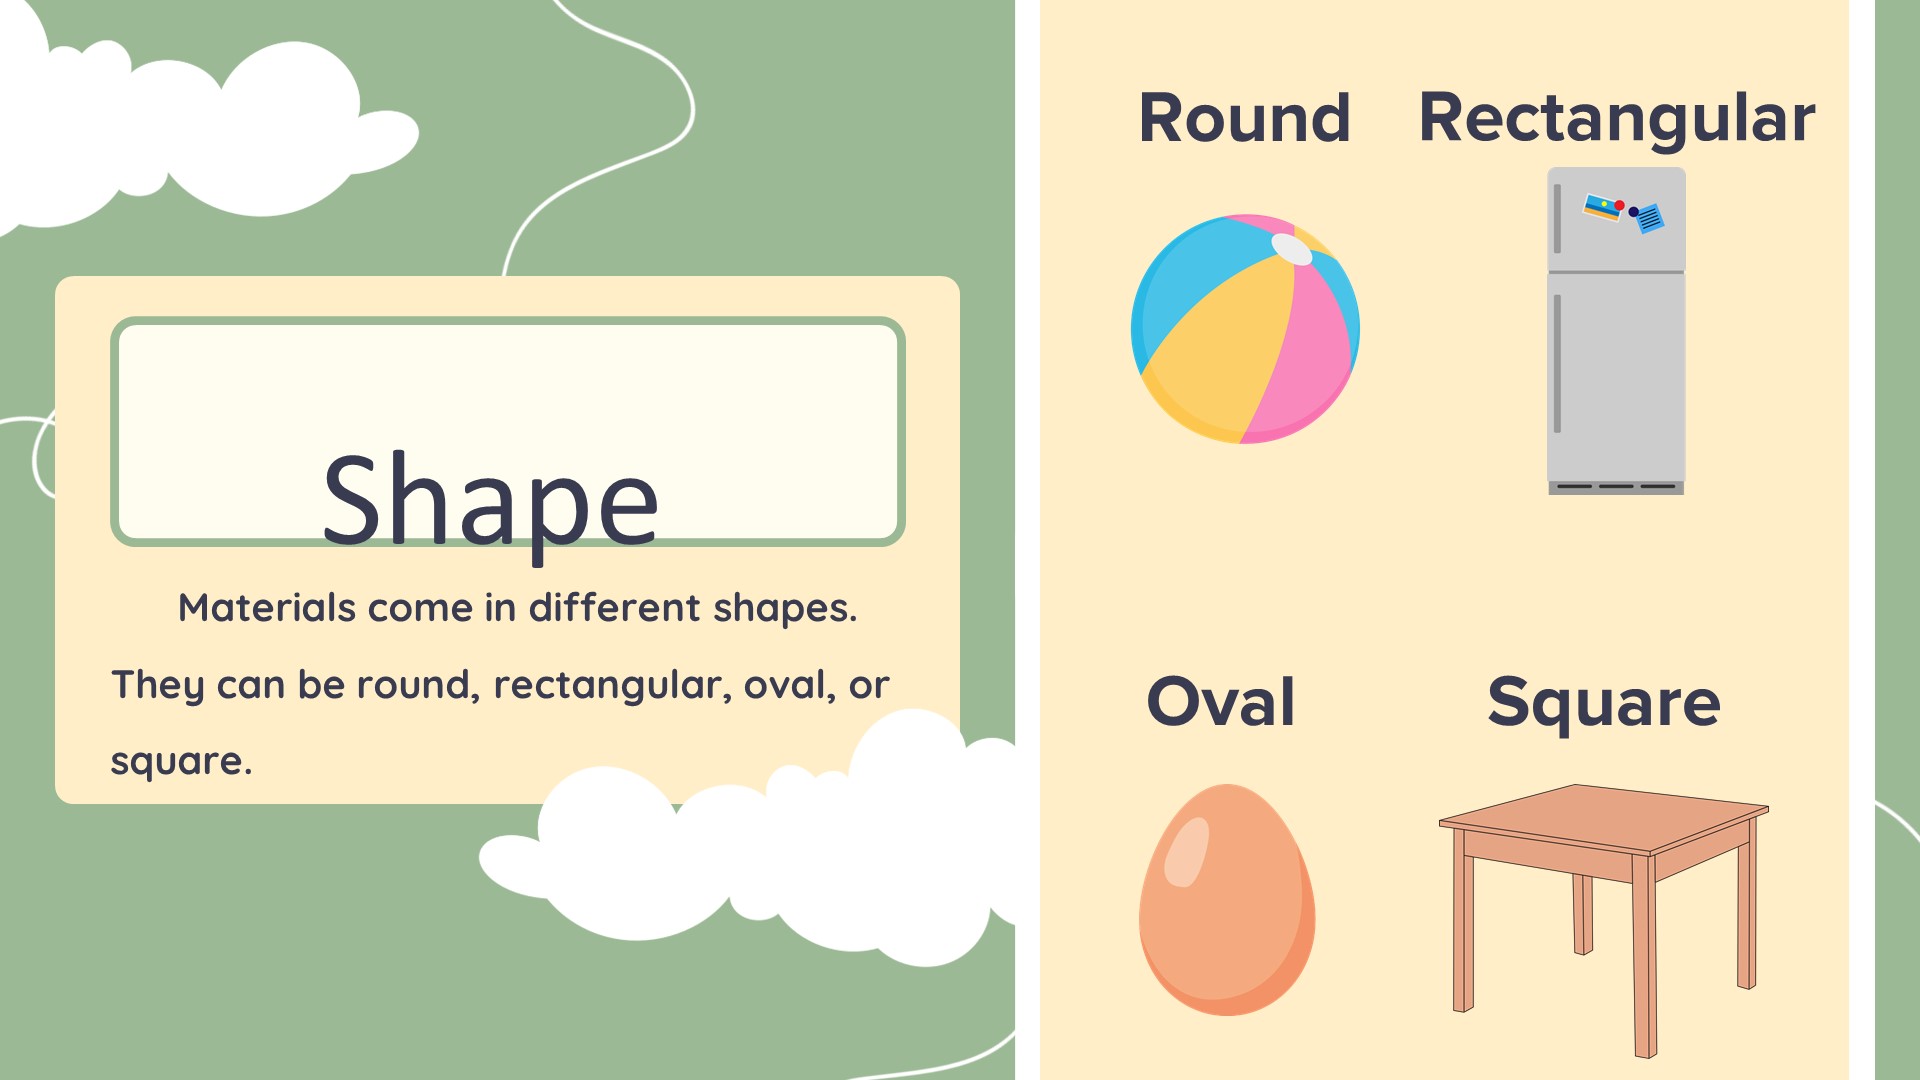 Shape
Materials come in different shapes.
They can be round, rectangular, oval, or
square.
Round
Rectangular
Oval
Square